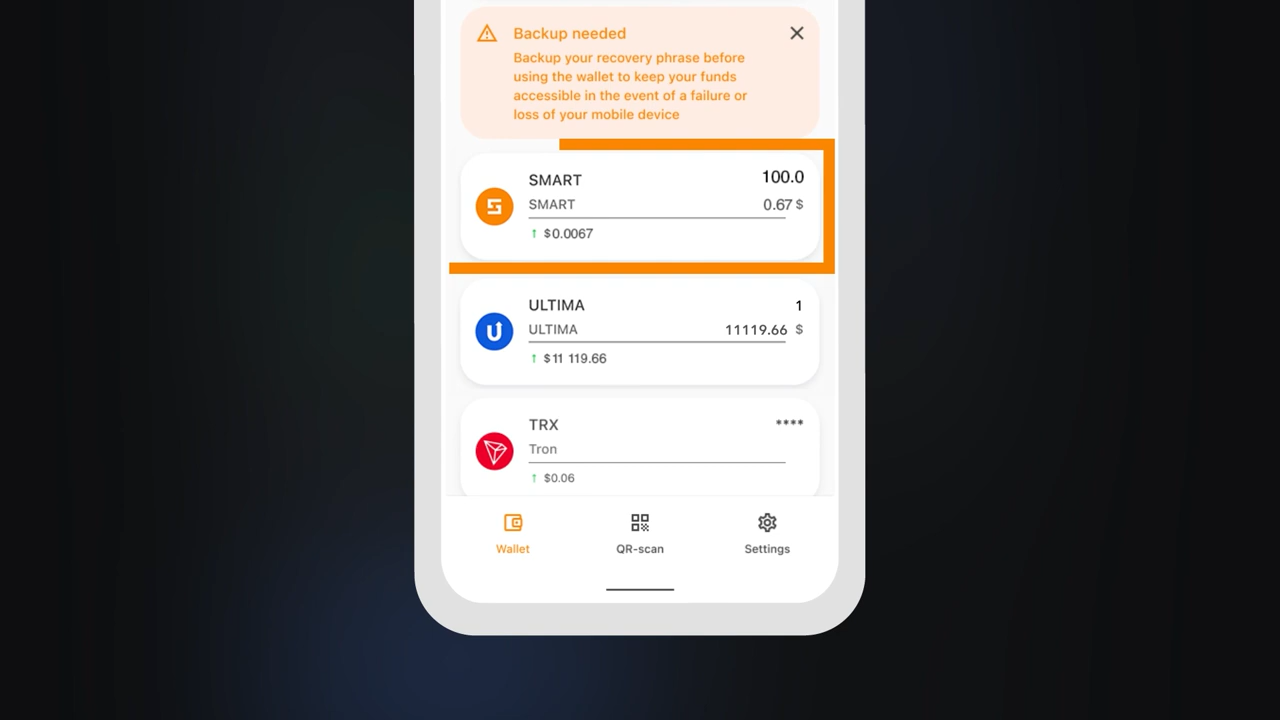 Backup needed
Backup your recovery phrase before
using the wallet to keep your funds
accessible in the event of a failure or
loss of your mobile device
SMART 100.0
SMART 0.67 $
↑ $0.0067
ULTIMA 1
ULTIMA 11119.66 $
↑ $11 119.66
TRX ****
Tron
↑ $0.06
Wallet QR-scan Settings